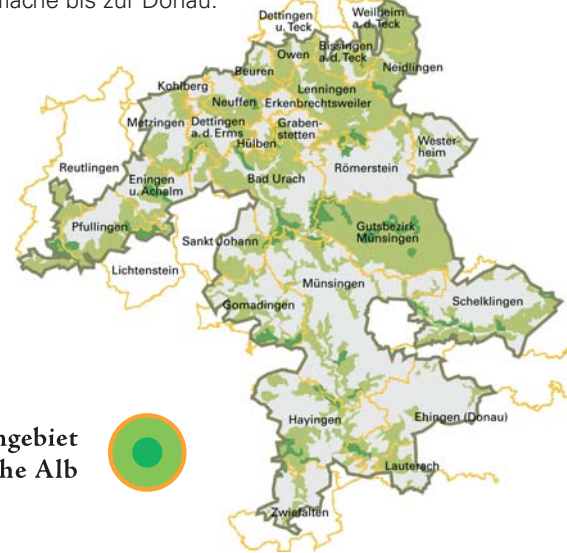 mache bis zur Donau.
Dettingen
u. Teck
Weilheim
a. d. Teck
Bissingen
a. d. Teck
Owen
Neidlingen
Beuren
Kohlberg
Lenningen
Neuffen
Erkenbrechtsweiler
Metzingen
Dettingen
a. d. Erms
Graben-
stetten
Hülben
Wester-
heim
Reutlingen
Römerstein
Eningen
u. Achalm
Bad Urach
Pfullingen
Gutsbezirk
Münsingen
Sankt Johann
Lichtenstein
Münsingen
Schelklingen
Gomadingen
Hayingen
Ehingen (Donau)
Lauterach
Zwiefalten
ngebiet
he Alb